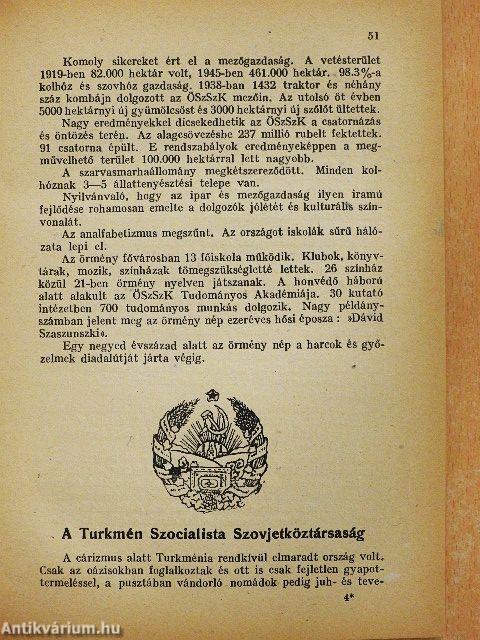 51
Komoly sikereket ért el a mezőgazdaság. A vetésterület
1919-ben 82.000 hektár volt, 1945-ben 461.000 hektár. 98.3%-a
kolhóz és szovhóz gazdaság. 1938-ban 1432 traktor és néhány
száz kombájn dolgozott az ÖSzSzK mezőin. Az utolsó öt évben
5000 hektárnyi új gyümölcsöst és 3000 hektárnyi új szőlőt ültettek.
Nagy eredményekkel dicsekedhetik az ÖSzSzK a csatornázás
és öntözés terén. Az alagcsövezésbe 237 millió rubelt fektettek.
91 csatorna épült. E rendszabályok eredményeképpen a meg-
művelhető terület 100.000 hektárral lett nagyobb.
A szarvasmarhaállomány megkétszereződött. Minden kol-
hóznak 3—5 állattenyésztési telepe van.
Nyilvánvaló, hogy az ipar és mezőgazdaság ilyen iramú
fejlődése rohamosan emelte a dolgozók jólétét és kulturális szín-
vonalát.
Az analfabetizmus megszűnt. Az országot iskolák sűrű háló-
zata lepi el.
Az örmény fővárosban 13 főiskola működik. Klubok, könyv-
tárak, mozik, színházak tömegszükségletté lettek. 26 színház
közül 21-ben örmény nyelven játszanak. A honvédő háború
alatt alakult az ÖSzSzK Tudományos Akadémiája. 30 kutató
intézetben 700 tudományos munkás dolgozik. Nagy példány-
számban jelent meg az örmény nép ezeréves hősi éposza : »Dávid
Szaszunszki«.
Egy negyed évszázad alatt az örmény nép a harcok és győ-
zelmek diadalútját járta végig.
A Turkmén Szocialista Szovjetköztársaság
A cárizmus alatt Turkménia rendkívül elmaradt ország volt.
Csak az oázisokban foglalkoztak és ott is csak fejletlen gyapot-
termeléssel, a pusztában vándorló nomádok pedig juh- és teve-
4*
Antikvárium.hu